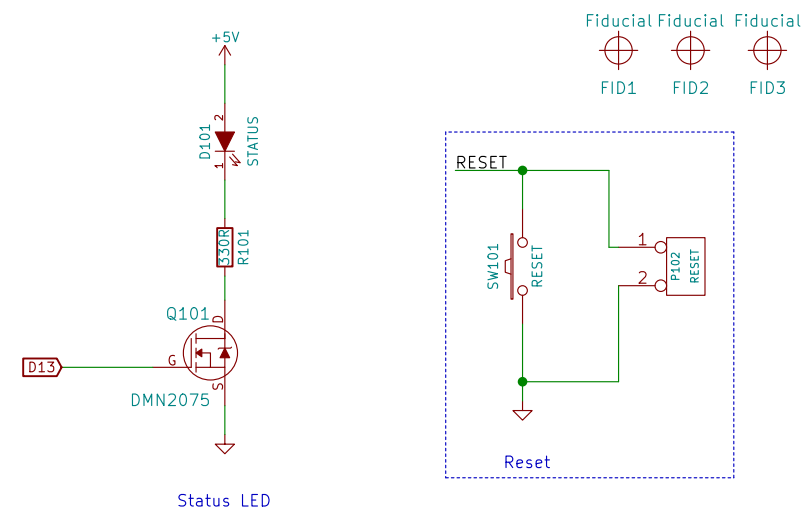 Fiducial Fiducial Fiducial
FID1 FID2 FID3
+5V
2
D101
STATUS
1
330R
R101
Q101
D
G
S
D13
DMN2075
Status LED
RESET
SW101
RESET
1
2
P102
RESET
Reset